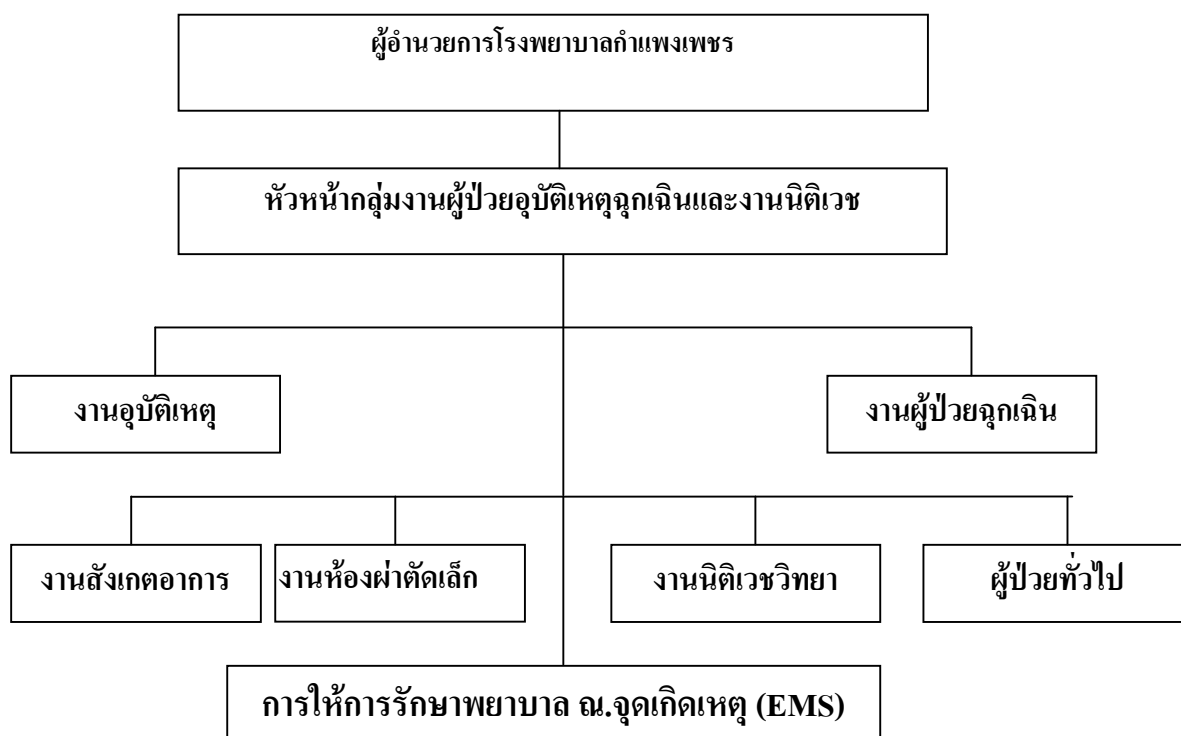 ผู้อำนวยการโรงพยาบาลกำแพงเพชร
หัวหน้ากลุ่มงานผู้ป่วยอุบัติเหตุฉุกเฉินและงานนิติเวช
งานอุบัติเหตุ
งานผู้ป่วยฉุกเฉิน
งานสังเกตอาการ
งานห้องผ่าตัดเล็ก
งานนิติเวชวิทยา
ผู้ป่วยทั่วไป
การให้การรักษาพยาบาล ณ.จุดเกิดเหตุ (EMS)